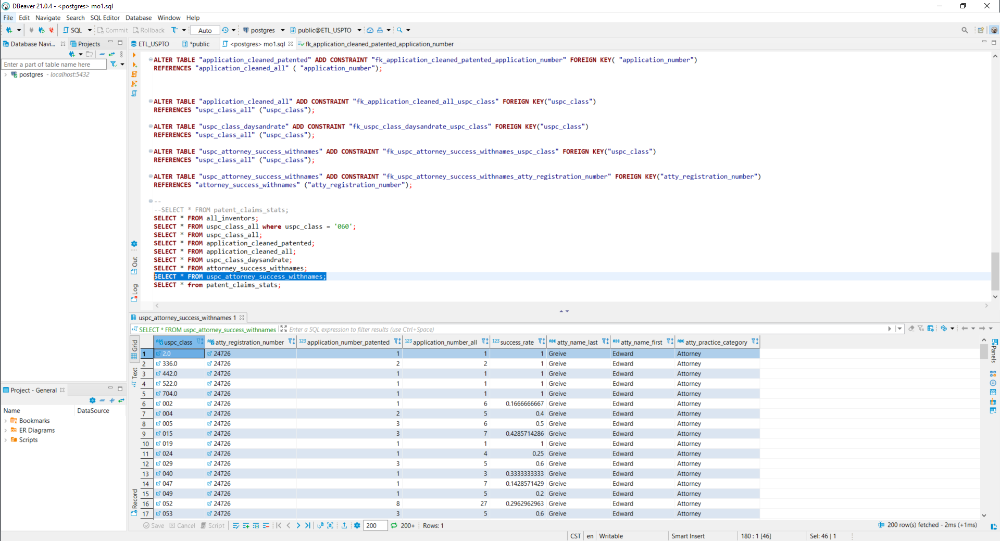 DBeaver 21.0.4 - <postgres> mo1.sql
File Edit Navigate Search SQL Editor Database Window Help
SQL Commit Rollback Auto postgres public@ETL_USPTO
Database Navi... Projects
Enter a part of table name here
postgres - localhost:5432
ETL_USPTO *public <postgres> mo1.sql fk_application_cleaned_patented_application_number
ALTER TABLE "application_cleaned_patented" ADD CONSTRAINT "fk_application_cleaned_patented_application_number" FOREIGN KEY( "application_number")
REFERENCES "application_cleaned_all" ( "application_number");
ALTER TABLE "application_cleaned_all" ADD CONSTRAINT "fk_application_cleaned_all_uspc_class" FOREIGN KEY("uspc_class")
REFERENCES "uspc_class_all" ("uspc_class");
ALTER TABLE "uspc_class_daysandrate" ADD CONSTRAINT "fk_uspc_class_daysandrate_uspc_class" FOREIGN KEY("uspc_class")
REFERENCES "uspc_class_all" ("uspc_class");
ALTER TABLE "uspc_attorney_success_withnames" ADD CONSTRAINT "fk_uspc_attorney_success_withnames_uspc_class" FOREIGN KEY("uspc_class")
REFERENCES "uspc_class_all" ("uspc_class");
ALTER TABLE "uspc_attorney_success_withnames" ADD CONSTRAINT "fk_uspc_attorney_success_withnames_atty_registration_number" FOREIGN KEY("atty_registration_number")
REFERENCES "attorney_success_withnames" ("atty_registration_number");
--
--SELECT * FROM patent_claims_stats;
SELECT * FROM all_inventors;
SELECT * FROM uspc_class_all where uspc_class = '060';
SELECT * FROM uspc_class_all;
SELECT * FROM application_cleaned_patented;
SELECT * FROM application_cleaned_all;
SELECT * FROM uspc_class_daysandrate;
SELECT * FROM attorney_success_withnames;
SELECT * FROM uspc_attorney_success_withnames;
SELECT * from patent_claims_stats;
Out
Log
uspc_attorney_success_withnames 1
SELECT * FROM uspc_attorney_success_withnames Enter a SQL expression to filter results (use Ctrl+Space)
Grid
Text
Record
Panels
uspc_class atty_registration_number 123 application_number_patented 123 application_number_all 123 success_rate ABC atty_name_last ABC atty_name_first ABC atty_practice_category
1 2.0 24726 1 1 1 Greive Edward Attorney
2 336.0 24726 2 2 1 Greive Edward Attorney
3 442.0 24726 1 1 1 Greive Edward Attorney
4 522.0 24726 1 1 1 Greive Edward Attorney
5 704.0 24726 1 1 1 Greive Edward Attorney
6 002 24726 1 6 0.1666666667 Greive Edward Attorney
7 004 24726 2 5 0.4 Greive Edward Attorney
8 005 24726 3 6 0.5 Greive Edward Attorney
9 015 24726 3 7 0.4285714286 Greive Edward Attorney
10 019 24726 1 1 1 Greive Edward Attorney
11 024 24726 1 4 0.25 Greive Edward Attorney
12 029 24726 3 5 0.6 Greive Edward Attorney
13 040 24726 1 3 0.3333333333 Greive Edward Attorney
14 047 24726 1 7 0.1428571429 Greive Edward Attorney
15 049 24726 1 5 0.2 Greive Edward Attorney
16 052 24726 8 27 0.2962962963 Greive Edward Attorney
17 053 24726 3 5 0.6 Greive Edward Attorney
Project - General
Name DataSource
Bookmarks
ER Diagrams
Scripts
Save Cancel Script 200 200+ Rows: 1 200 row(s) fetched - 2ms (+1ms)
CST en Writable Smart Insert 180 : 1 [46] Sel: 46 | 1